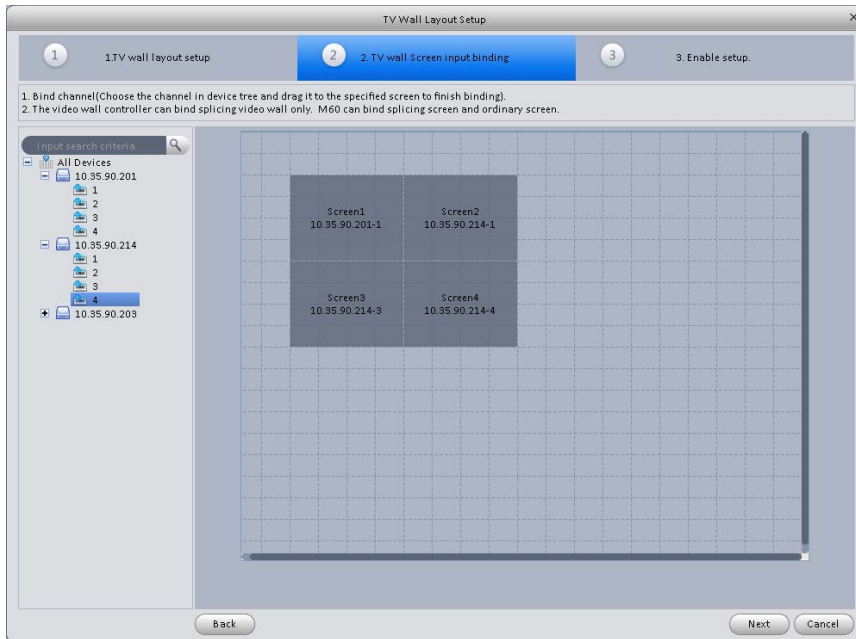 TV Wall Layout Setup
1
1.TV wall layout setup
2
2. TV wall Screen input binding
3
3. Enable setup.
1. Bind channel(Choose the channel in device tree and drag it to the specified screen to finish binding).
2. The video wall controller can bind splicing video wall only. M60 can bind splicing screen and ordinary screen.
Input search criteria
All Devices
10.35.90.201
1
2
3
4
10.35.90.214
1
2
3
4
10.35.90.203
Screen1
10.35.90.201-1
Screen2
10.35.90.214-1
Screen3
10.35.90.214-3
Screen4
10.35.90.214-4
Back
Next
Cancel